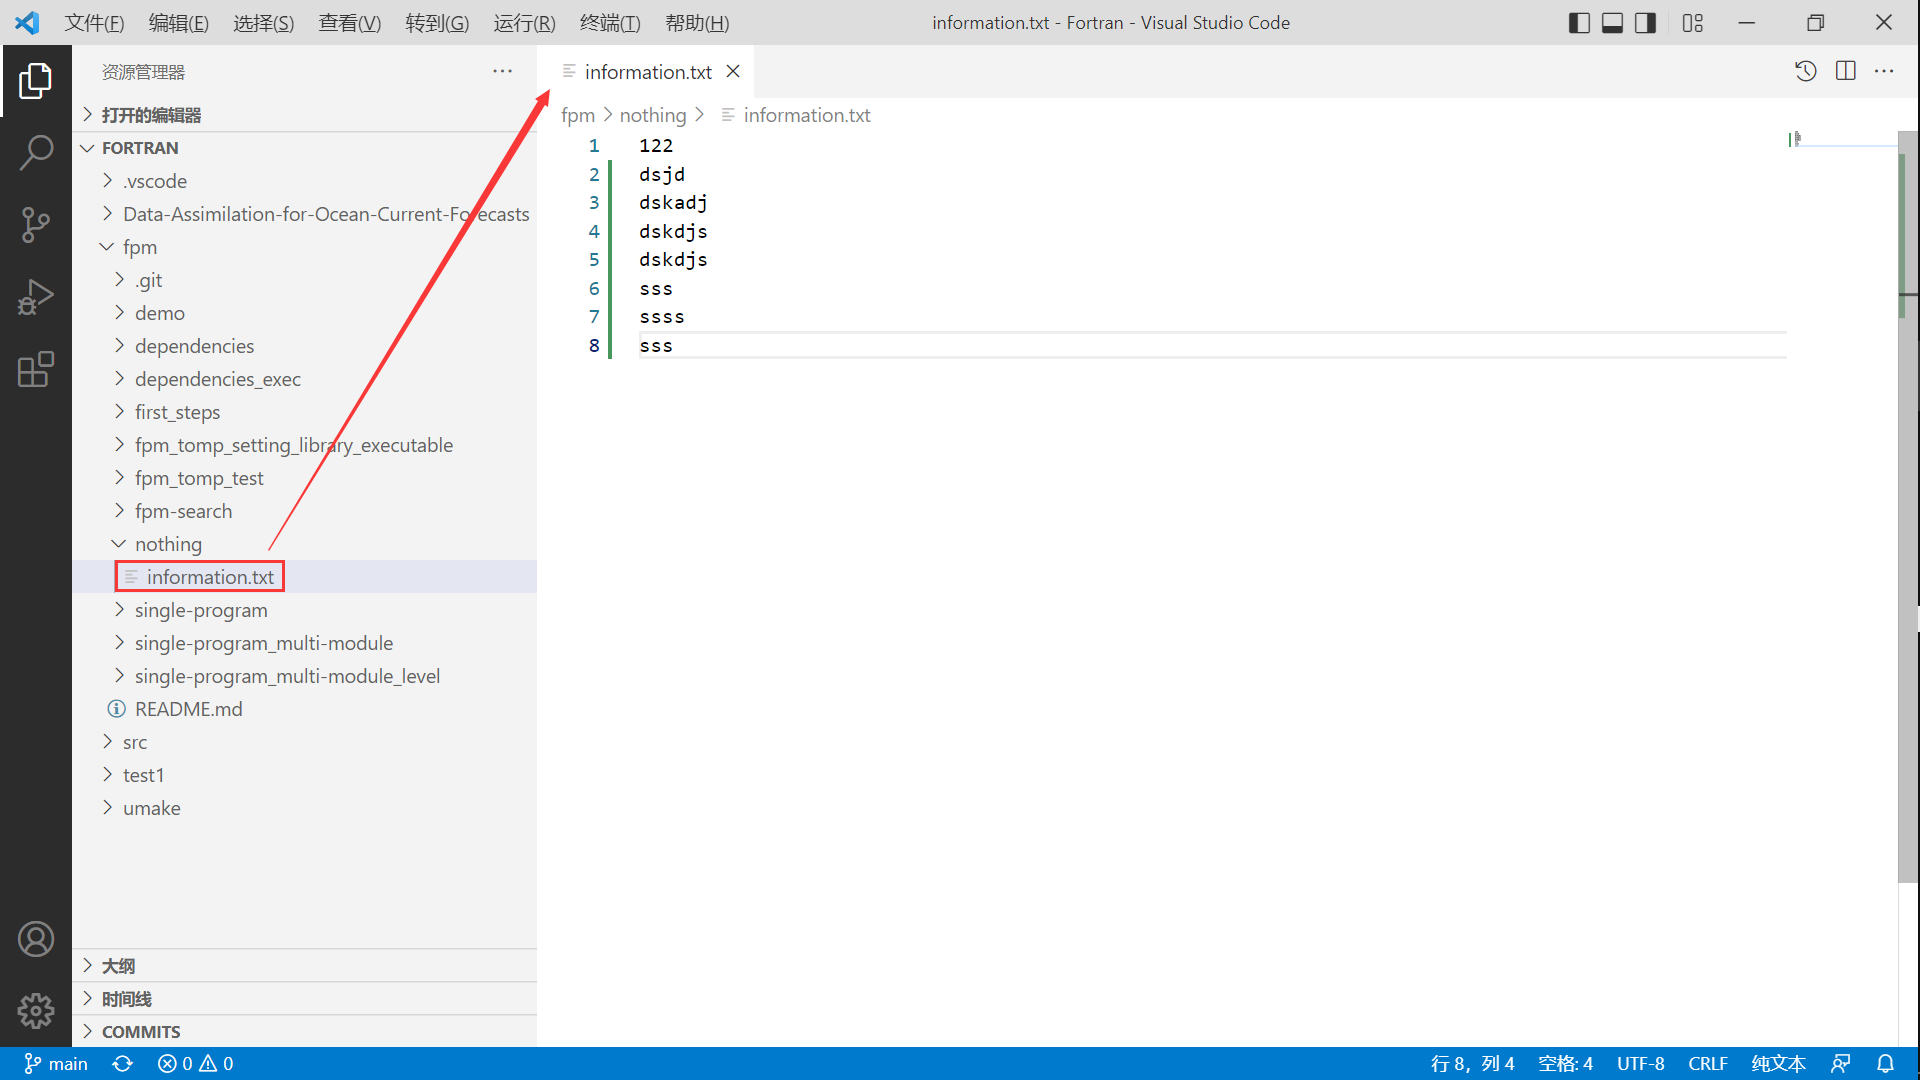 文件(F) 编辑(E) 选择(S) 查看(V) 转到(G) 运行(R) 终端(T) 帮助(H) information.txt - Fortran - Visual Studio Code
资源管理器
打开的编辑器
FORTRAN
.vscode
Data-Assimilation-for-Ocean-Current-Forecasts
fpm
.git
demo
dependencies
dependencies_exec
first_steps
fpm_tomp_setting_library_executable
fpm_tomp_test
fpm-search
nothing
information.txt
single-program
single-program_multi-module
single-program_multi-module_level
README.md
src
test1
umake
大纲
时间线
COMMITS
information.txt
fpm > nothing > information.txt
1 122
2 dsjd
3 dskadj
4 dskdjs
5 dskdjs
6 sss
7 ssss
8 sss
main 0 0 行 8，列 4 空格: 4 UTF-8 CRLF 纯文本